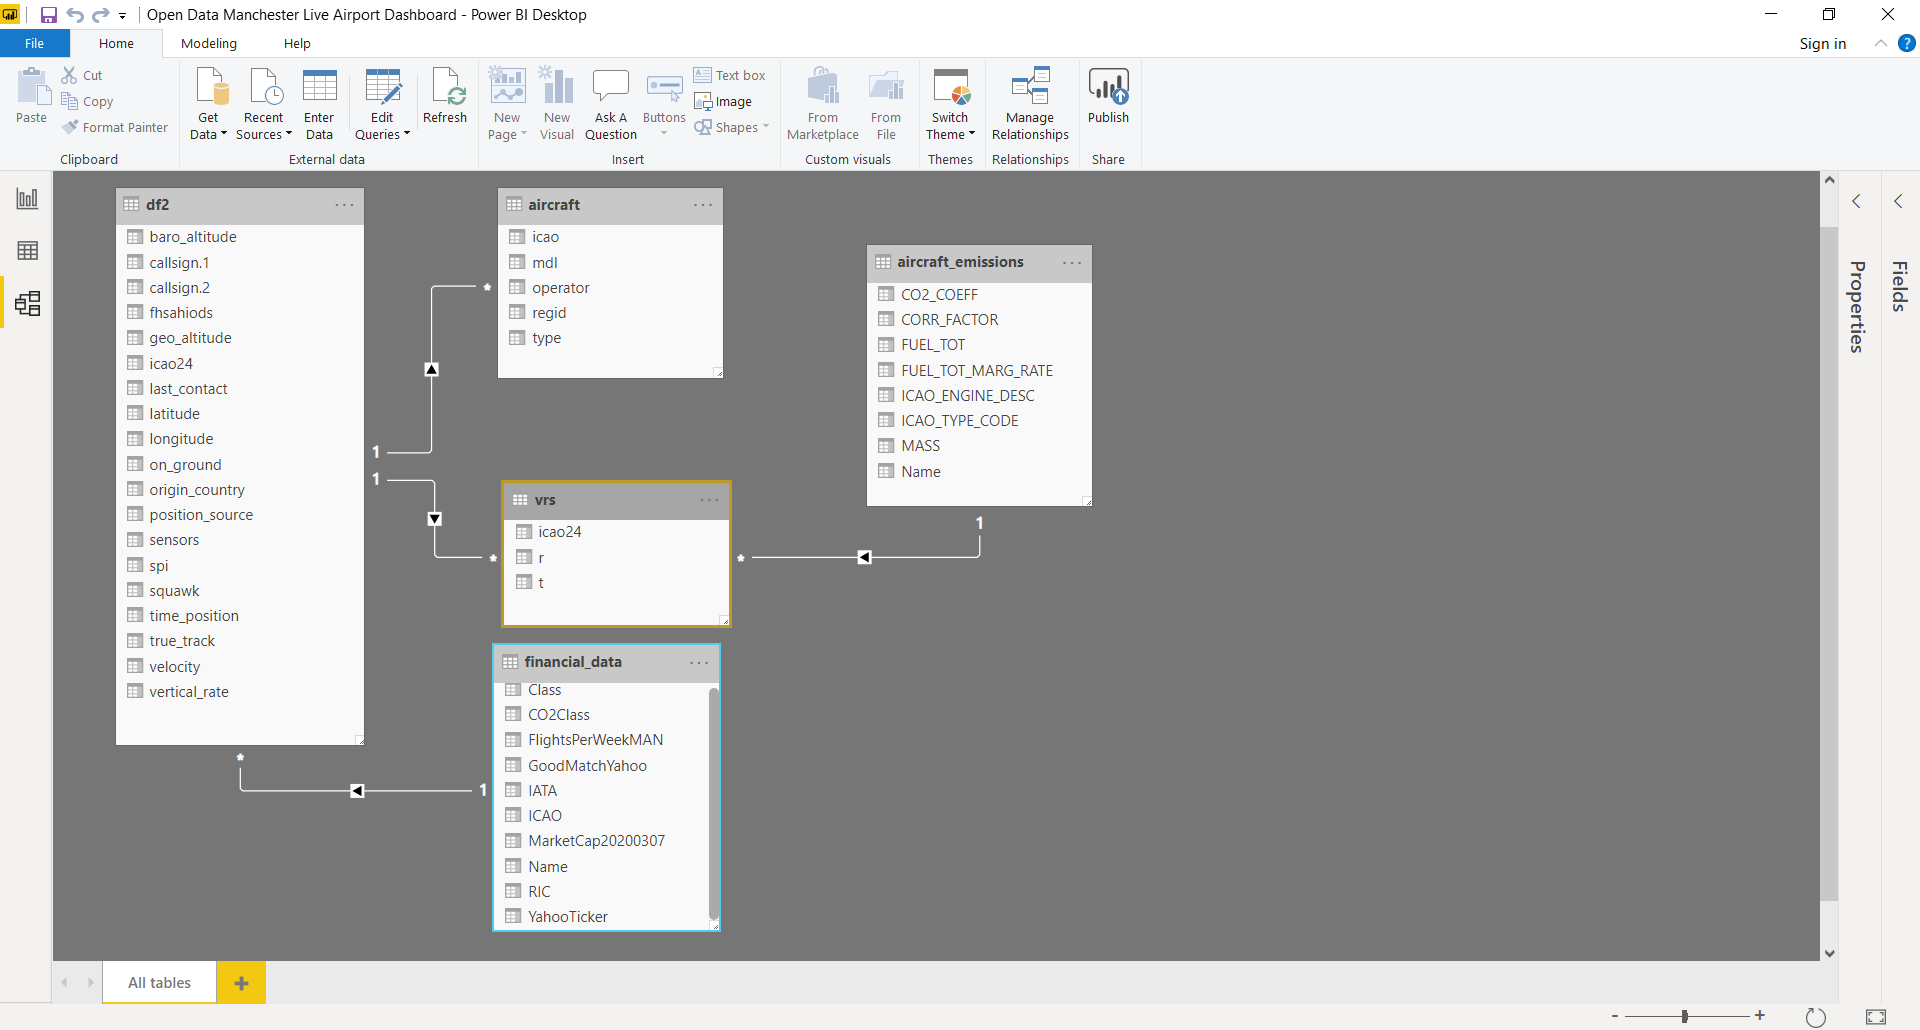 Open Data Manchester Live Airport Dashboard - Power BI Desktop
File Home Modeling Help Sign in ?
Paste
Cut
Copy
Format Painter
Clipboard
Get Data
Recent Sources
Enter Data
Edit Queries
Refresh
External data
New Page
New Visual
Ask A Question
Buttons
Text box
Image
Shapes
Insert
From Marketplace
From File
Custom visuals
Switch Theme
Themes
Manage Relationships
Relationships
Publish
Share
df2 ...
baro_altitude
callsign.1
callsign.2
fhsahiods
geo_altitude
icao24
last_contact
latitude
longitude
on_ground
origin_country
position_source
sensors
spi
squawk
time_position
true_track
velocity
vertical_rate
aircraft ...
icao
mdl
operator
regid
type
aircraft_emissions ...
CO2_COEFF
CORR_FACTOR
FUEL_TOT
FUEL_TOT_MARG_RATE
ICAO_ENGINE_DESC
ICAO_TYPE_CODE
MASS
Name
vrs ...
icao24
r
t
financial_data ...
Class
CO2Class
FlightsPerWeekMAN
GoodMatchYahoo
IATA
ICAO
MarketCap20200307
Name
RIC
YahooTicker
1 *
1 *
* 1
* 1
Properties
Fields
All tables +
- +